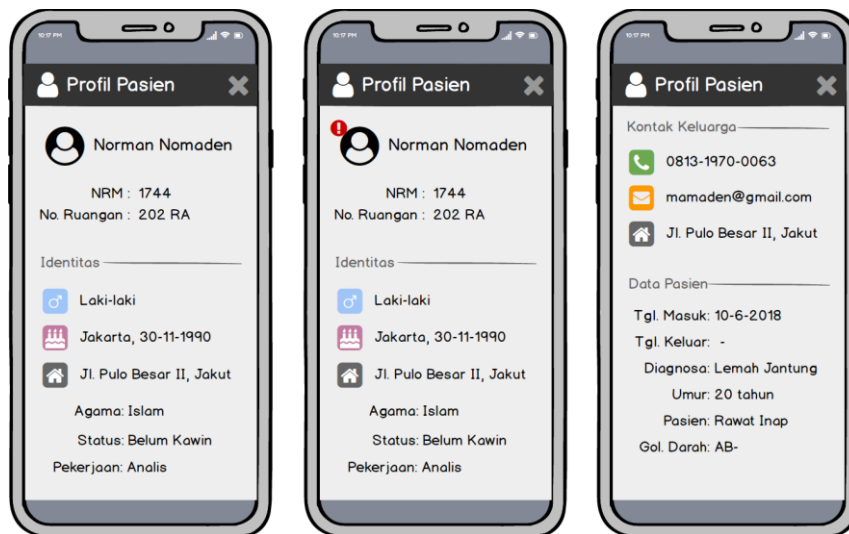 10:17 PM
Profil Pasien
Norman Nomaden
NRM : 1744
No. Ruangan : 202 RA
Identitas
Laki-laki
Jakarta, 30-11-1990
Jl. Pulo Besar II, Jakut
Agama: Islam
Status: Belum Kawin
Pekerjaan: Analis
10:17 PM
Profil Pasien
Norman Nomaden
NRM : 1744
No. Ruangan : 202 RA
Identitas
Laki-laki
Jakarta, 30-11-1990
Jl. Pulo Besar II, Jakut
Agama: Islam
Status: Belum Kawin
Pekerjaan: Analis
10:17 PM
Profil Pasien
Kontak Keluarga
0813-1970-0063
mamaden@gmail.com
Jl. Pulo Besar II, Jakut
Data Pasien
Tgl. Masuk: 10-6-2018
Tgl. Keluar: -
Diagnosa: Lemah Jantung
Umur: 20 tahun
Pasien: Rawat Inap
Gol. Darah: AB-